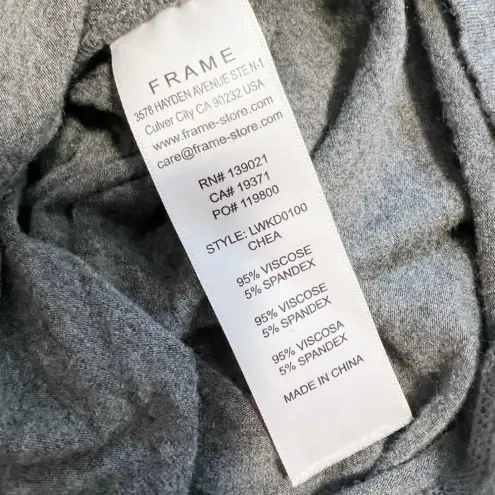 FRAME
3578 HAYDEN AVENUE STE N-1
Culver City CA 90232 USA
www.frame-store.com
care@frame-store.com
RN# 139021
CA# 19371
PO# 119800
STYLE: LWKD0100
CHEA
95% VISCOSE
5% SPANDEX
95% VISCOSE
5% SPANDEX
95% VISCOSA
5% SPANDEX
MADE IN CHINA